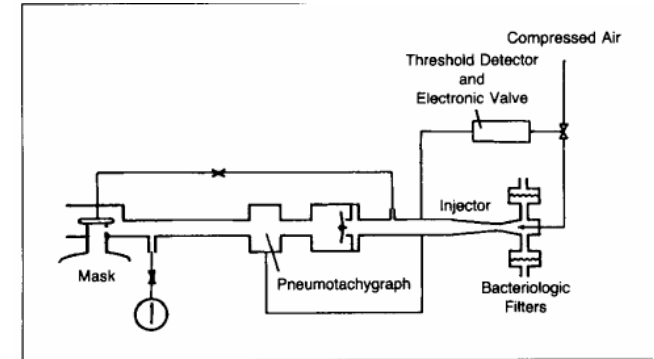 Compressed Air
Threshold Detector
and
Electronic Valve
Injector
Mask
Pneumotachygraph
Bacteriologic
Filters